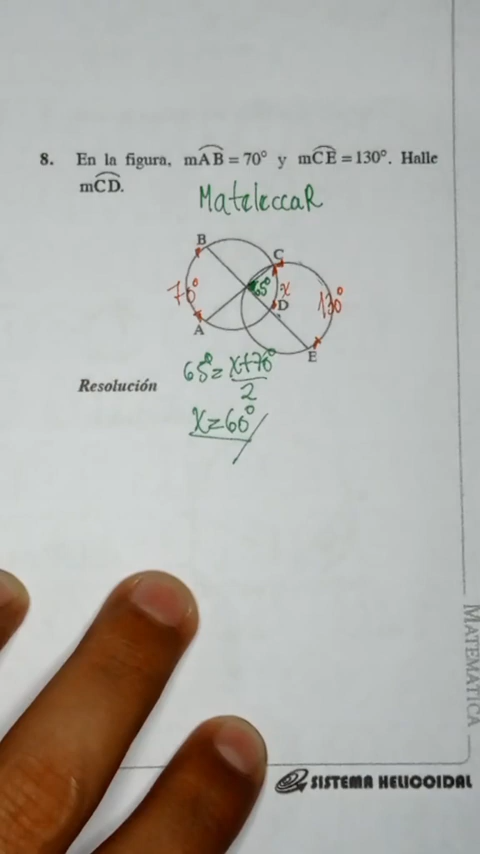 8. En la figura, mAB = 70° y mCE = 130°. Halle
mCD.
MateleccaR
B
C
70°
65°
x
130°
D
A
E
65° = x+70°
2
Resolución
x=60°
MATEMÁTICA
SISTEMA HELICOIDAL